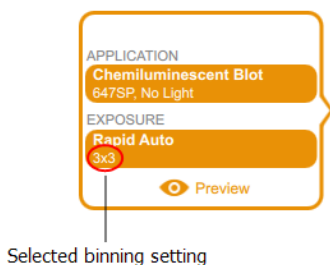 APPLICATION
Chemiluminescent Blot
647SP, No Light
EXPOSURE
Rapid Auto
3x3
Preview
Selected binning setting